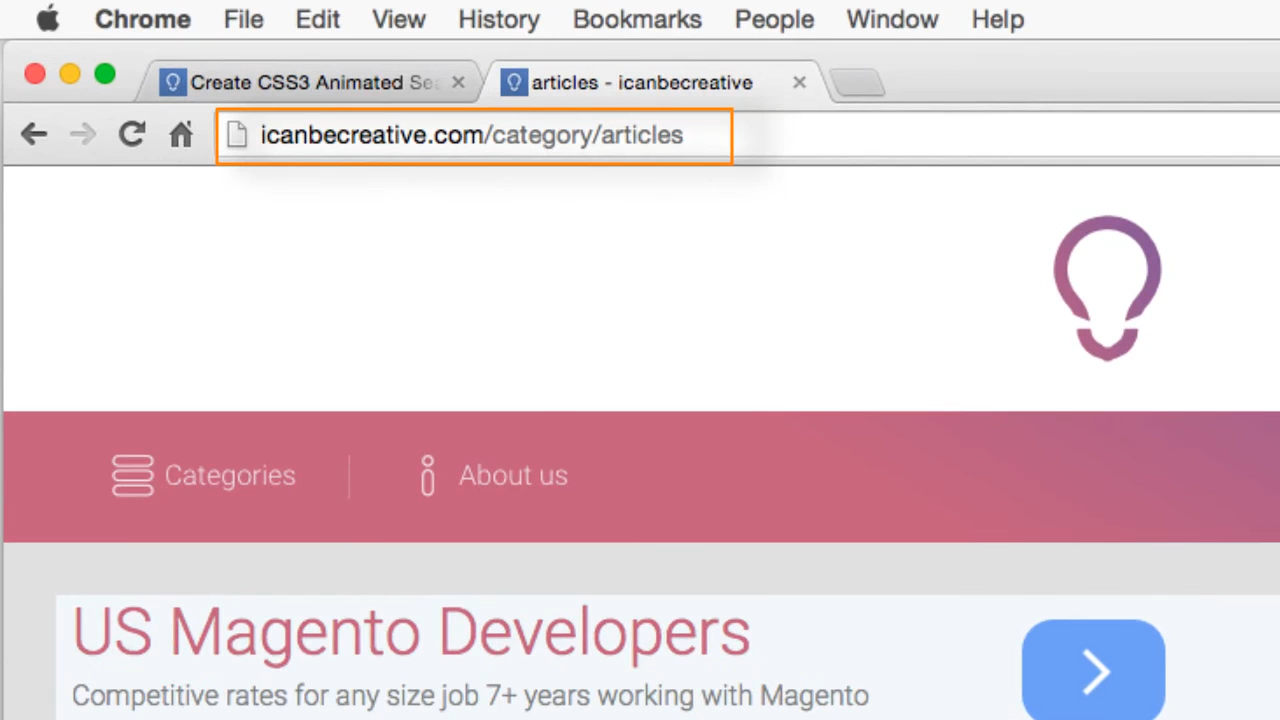 Chrome File Edit View History Bookmarks People Window Help
Create CSS3 Animated Sea articles - icanbecreative
icanbecreative.com/category/articles
Categories About us
US Magento Developers
Competitive rates for any size job 7+ years working with Magento